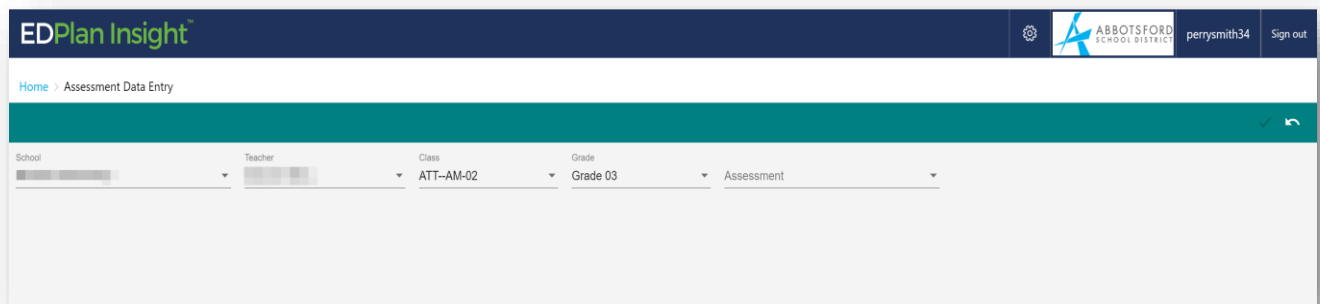 EDPlan Insight™
ABBOTSFORD
SCHOOL DISTRICT
perrysmith34
Sign out
Home > Assessment Data Entry
School
Teacher
Class
Grade
ATT--AM-02
Grade 03
Assessment